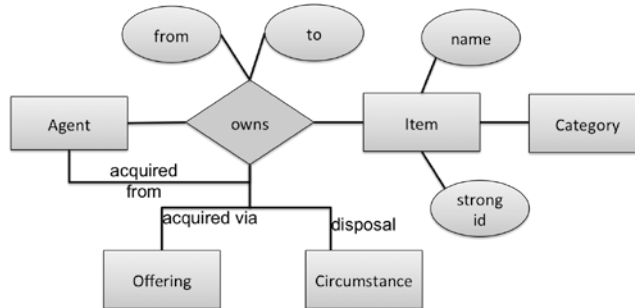 from
to
name
Agent
owns
Item
Category
acquired
from
acquired via
disposal
strong
id
Offering
Circumstance